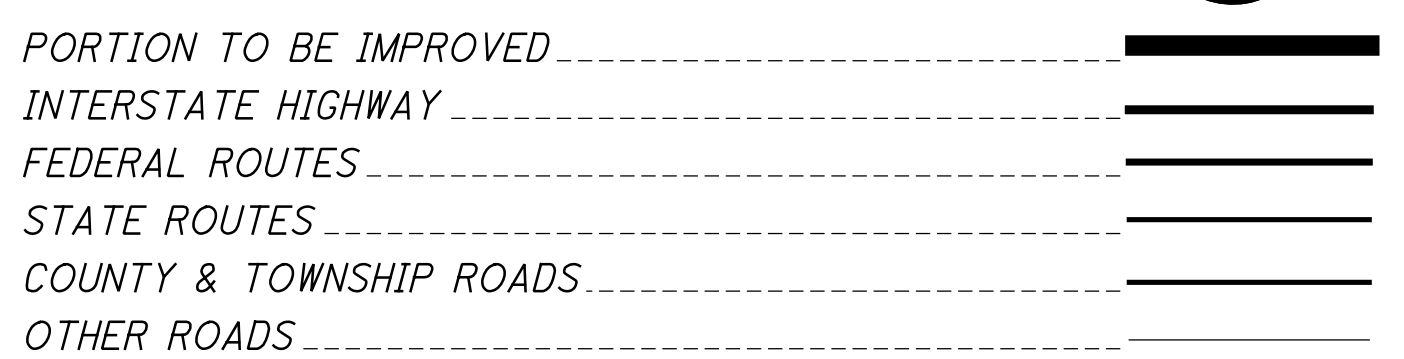 PORTION TO BE IMPROVED
INTERSTATE HIGHWAY
FEDERAL ROUTES
STATE ROUTES
COUNTY & TOWNSHIP ROADS
OTHER ROADS